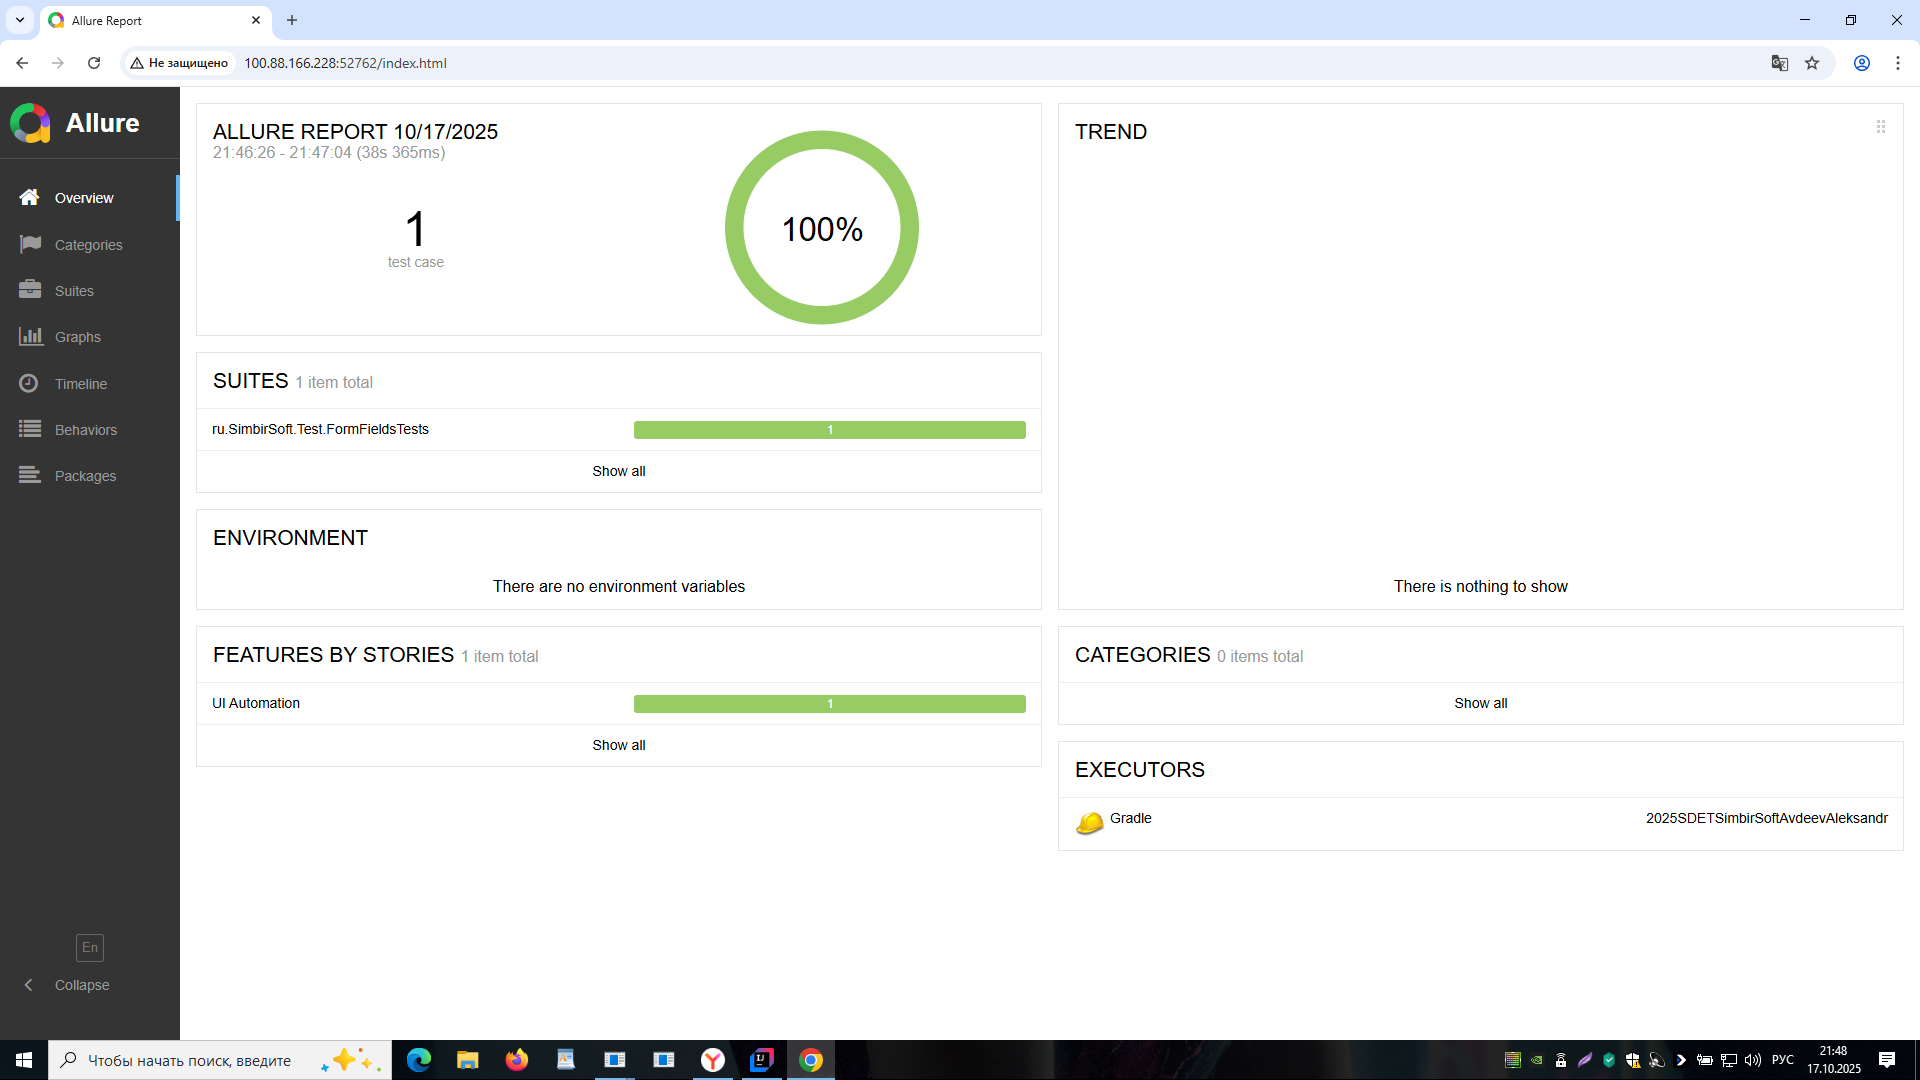 Allure Report
Не защищено
100.88.166.228:52762/index.html
Allure
Overview
Categories
Suites
Graphs
Timeline
Behaviors
Packages
En
Collapse
ALLURE REPORT 10/17/2025
21:46:26 - 21:47:04 (38s 365ms)
1
test case
100%
SUITES 1 item total
ru.SimbirSoft.Test.FormFieldsTests
1
Show all
ENVIRONMENT
There are no environment variables
FEATURES BY STORIES 1 item total
UI Automation
1
Show all
TREND
There is nothing to show
CATEGORIES 0 items total
Show all
EXECUTORS
Gradle
2025SDETSimbirSoftAvdeevAleksandr
Чтобы начать поиск, введите
РУС
21:48
17.10.2025